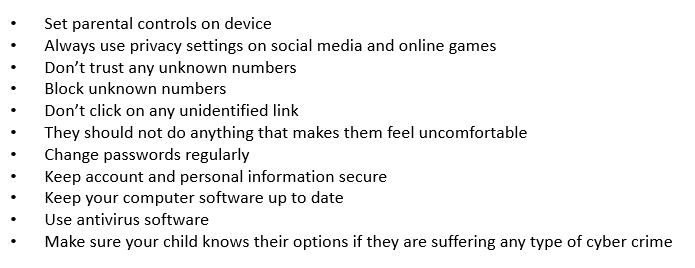 • Set parental controls on device
• Always use privacy settings on social media and online games
• Don’t trust any unknown numbers
• Block unknown numbers
• Don’t click on any unidentified link
• They should not do anything that makes them feel uncomfortable
• Change passwords regularly
• Keep account and personal information secure
• Keep your computer software up to date
• Use antivirus software
• Make sure your child knows their options if they are suffering any type of cyber crime